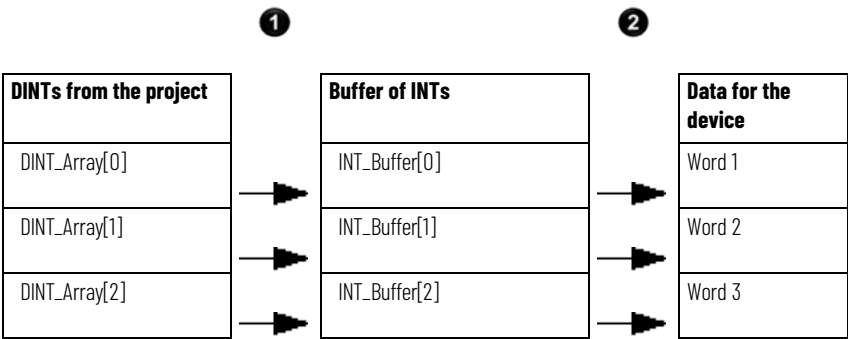 1 2
DINTs from the project Buffer of INTs Data for the
device
DINT_Array[0] INT_Buffer[0] Word 1
DINT_Array[1] INT_Buffer[1] Word 2
DINT_Array[2] INT_Buffer[2] Word 3